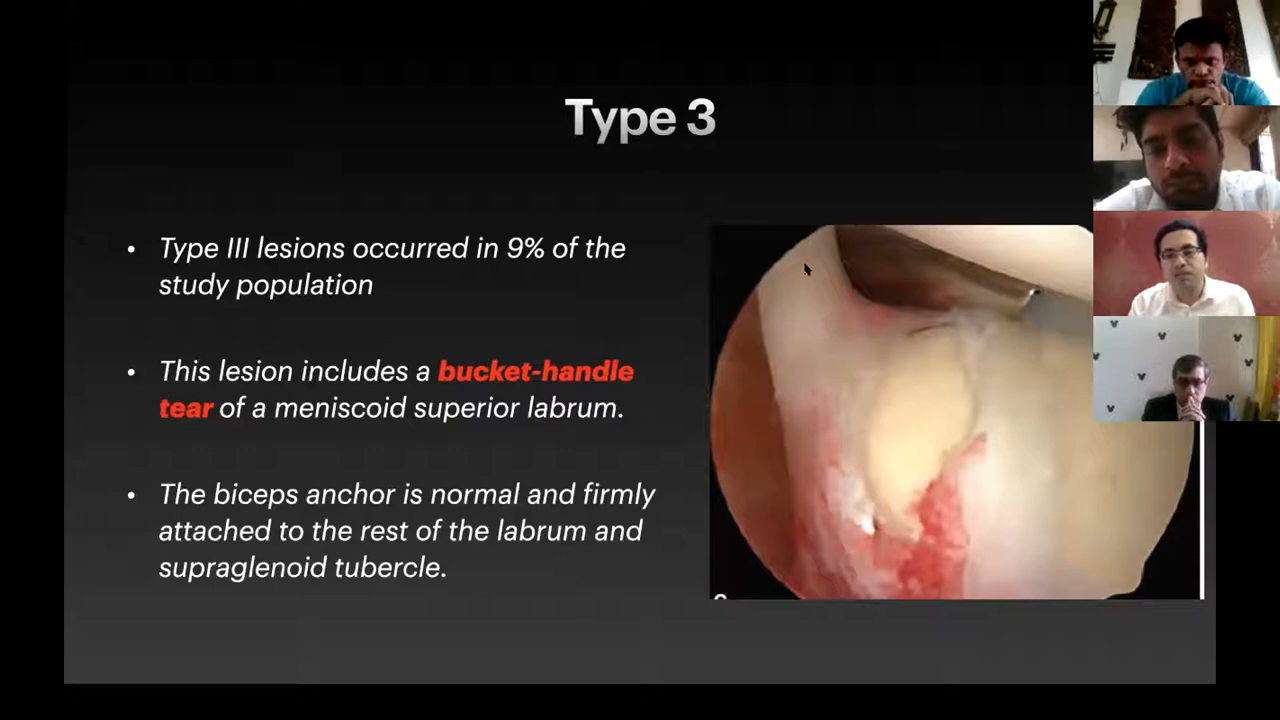 Type 3
• Type III lesions occurred in 9% of the
study population
• This lesion includes a bucket-handle
tear of a meniscoid superior labrum.
• The biceps anchor is normal and firmly
attached to the rest of the labrum and
supraglenoid tubercle.